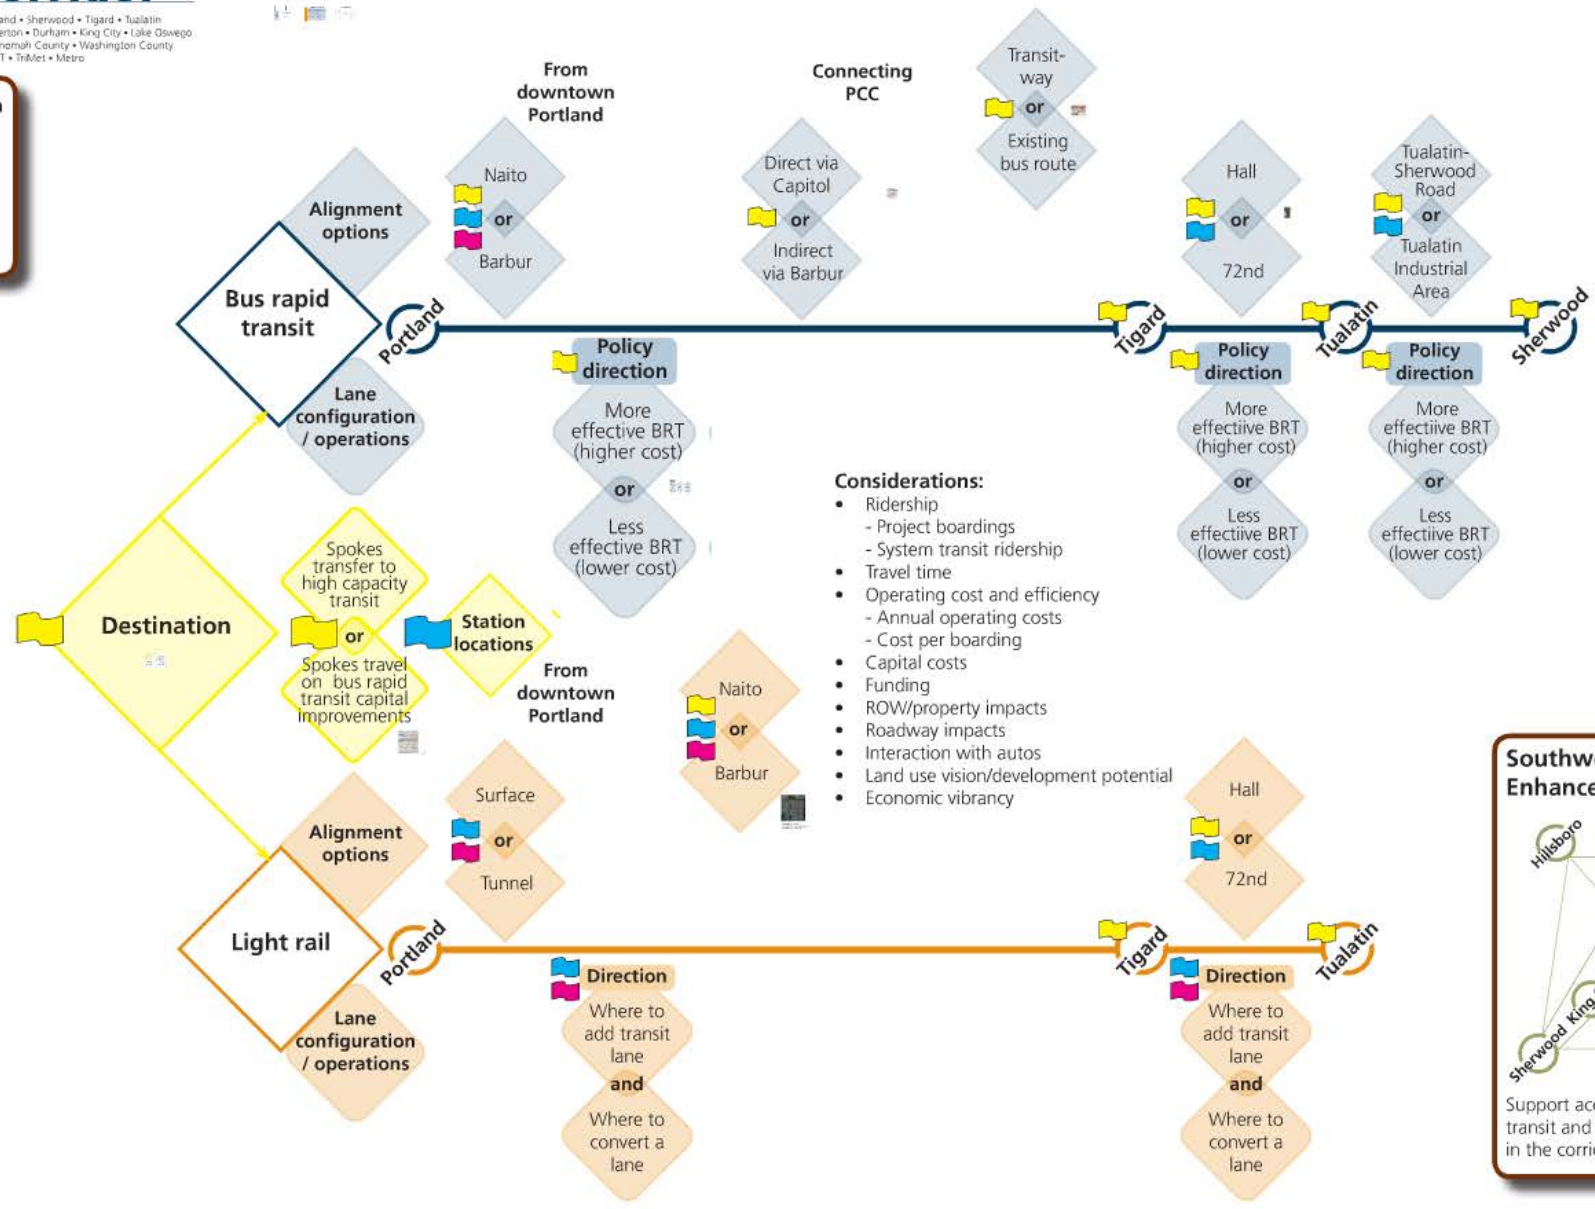 and • Sherwood • Tigard • Tualatin
erton • Durham • King City • Lake Oswego
nomah County • Washington County
T • TriMet • Metro
From
downtown
Portland
Connecting
PCC
Transit-
way
or
Existing
bus route
Alignment
options
Naito
or
Barbur
Direct via
Capitol
or
Indirect
via Barbur
Hall
or
72nd
Tualatin-
Sherwood
Road
or
Tualatin
Industrial
Area
Bus rapid
transit
Portland
Tigard
Tualatin
Sherwood
Lane
configuration
/ operations
Policy
direction
More
effective BRT
(higher cost)
or
Less
effective BRT
(lower cost)
Policy
direction
More
effectiive BRT
(higher cost)
or
Less
effectiive BRT
(lower cost)
Policy
direction
More
effectiive BRT
(higher cost)
or
Less
effectiive BRT
(lower cost)
Destination
Spokes
transfer to
high capacity
transit
or
Spokes travel
on bus rapid
transit capital
improvements
Station
locations
Considerations:
• Ridership
- Project boardings
- System transit ridership
• Travel time
• Operating cost and efficiency
- Annual operating costs
- Cost per boarding
• Capital costs
• Funding
• ROW/property impacts
• Roadway impacts
• Interaction with autos
• Land use vision/development potential
• Economic vibrancy
From
downtown
Portland
Alignment
options
Surface
or
Tunnel
Naito
or
Barbur
Hall
or
72nd
Light rail
Portland
Tigard
Tualatin
Lane
configuration
/ operations
Direction
Where to
add transit
lane
and
Where to
convert a
lane
Direction
Where to
add transit
lane
and
Where to
convert a
lane
Southw
Enhance
Hillsboro
Sherwood
King
Support acc
transit and
in the corri